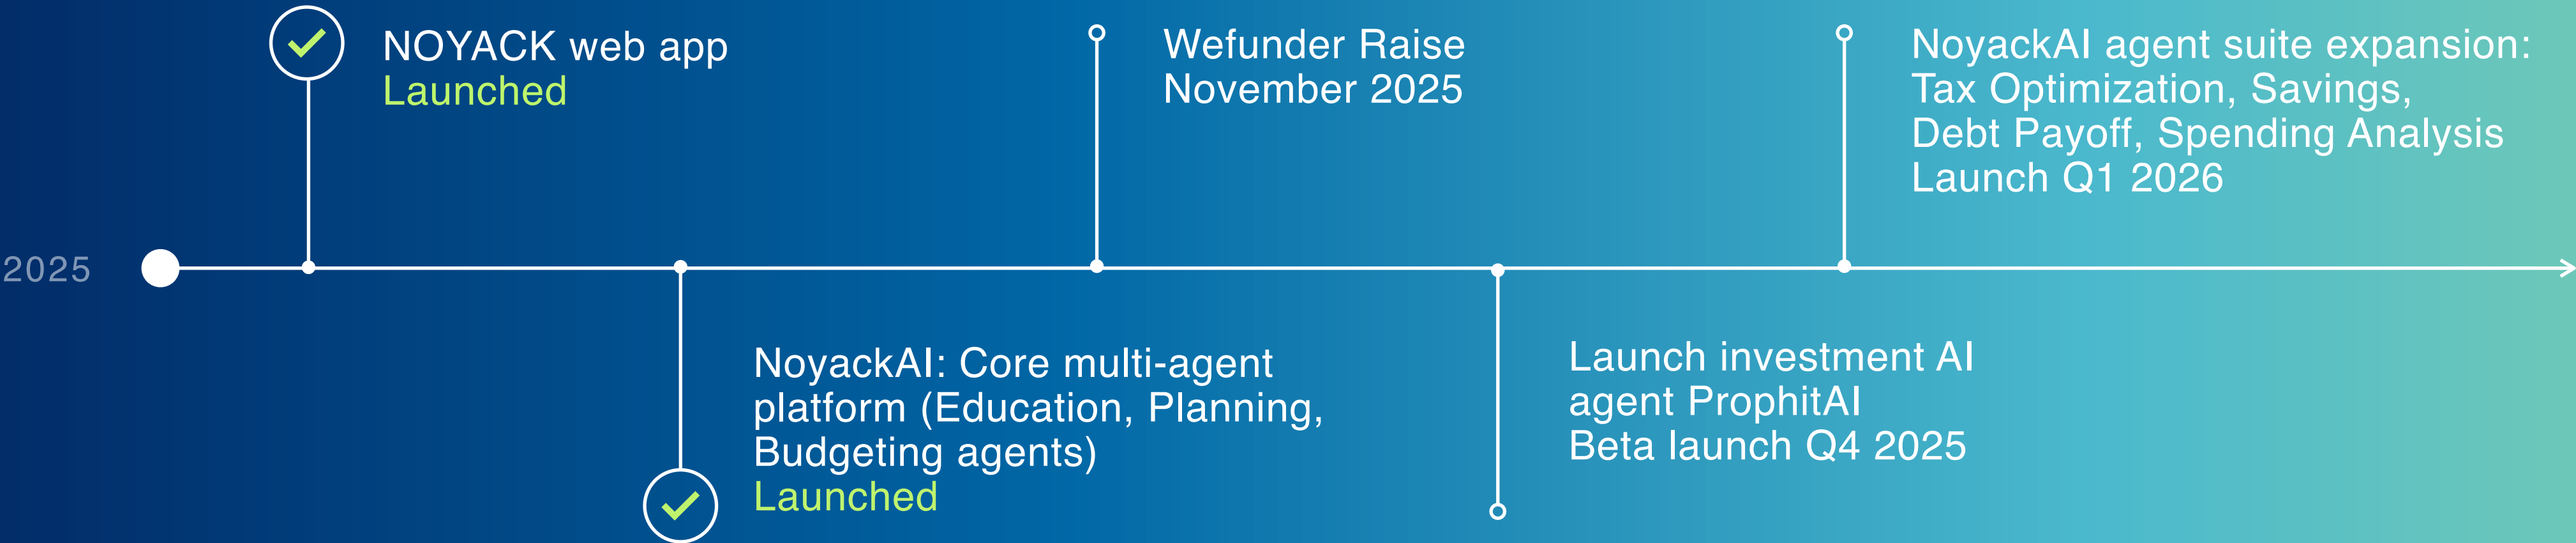 2025
NOYACK web app
Launched
NoyackAI: Core multi-agent
platform (Education, Planning,
Budgeting agents)
Launched
Wefunder Raise
November 2025
Launch investment AI
agent ProphitAI
Beta launch Q4 2025
NoyackAI agent suite expansion:
Tax Optimization, Savings,
Debt Payoff, Spending Analysis
Launch Q1 2026